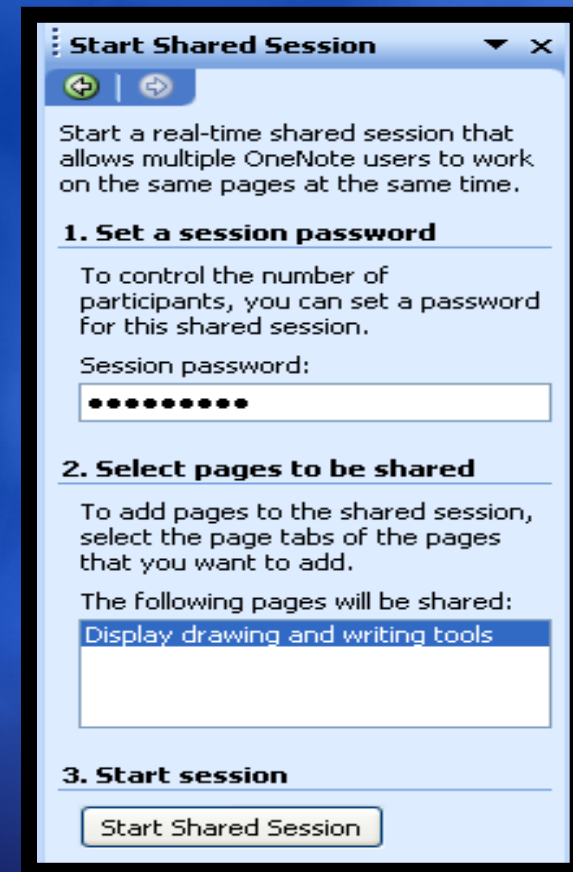 Start Shared Session
Start a real-time shared session that
allows multiple OneNote users to work
on the same pages at the same time.
1. Set a session password
To control the number of
participants, you can set a password
for this shared session.
Session password:
●●●●●●●●●
2. Select pages to be shared
To add pages to the shared session,
select the page tabs of the pages
that you want to add.
The following pages will be shared:
Display drawing and writing tools
3. Start session
Start Shared Session